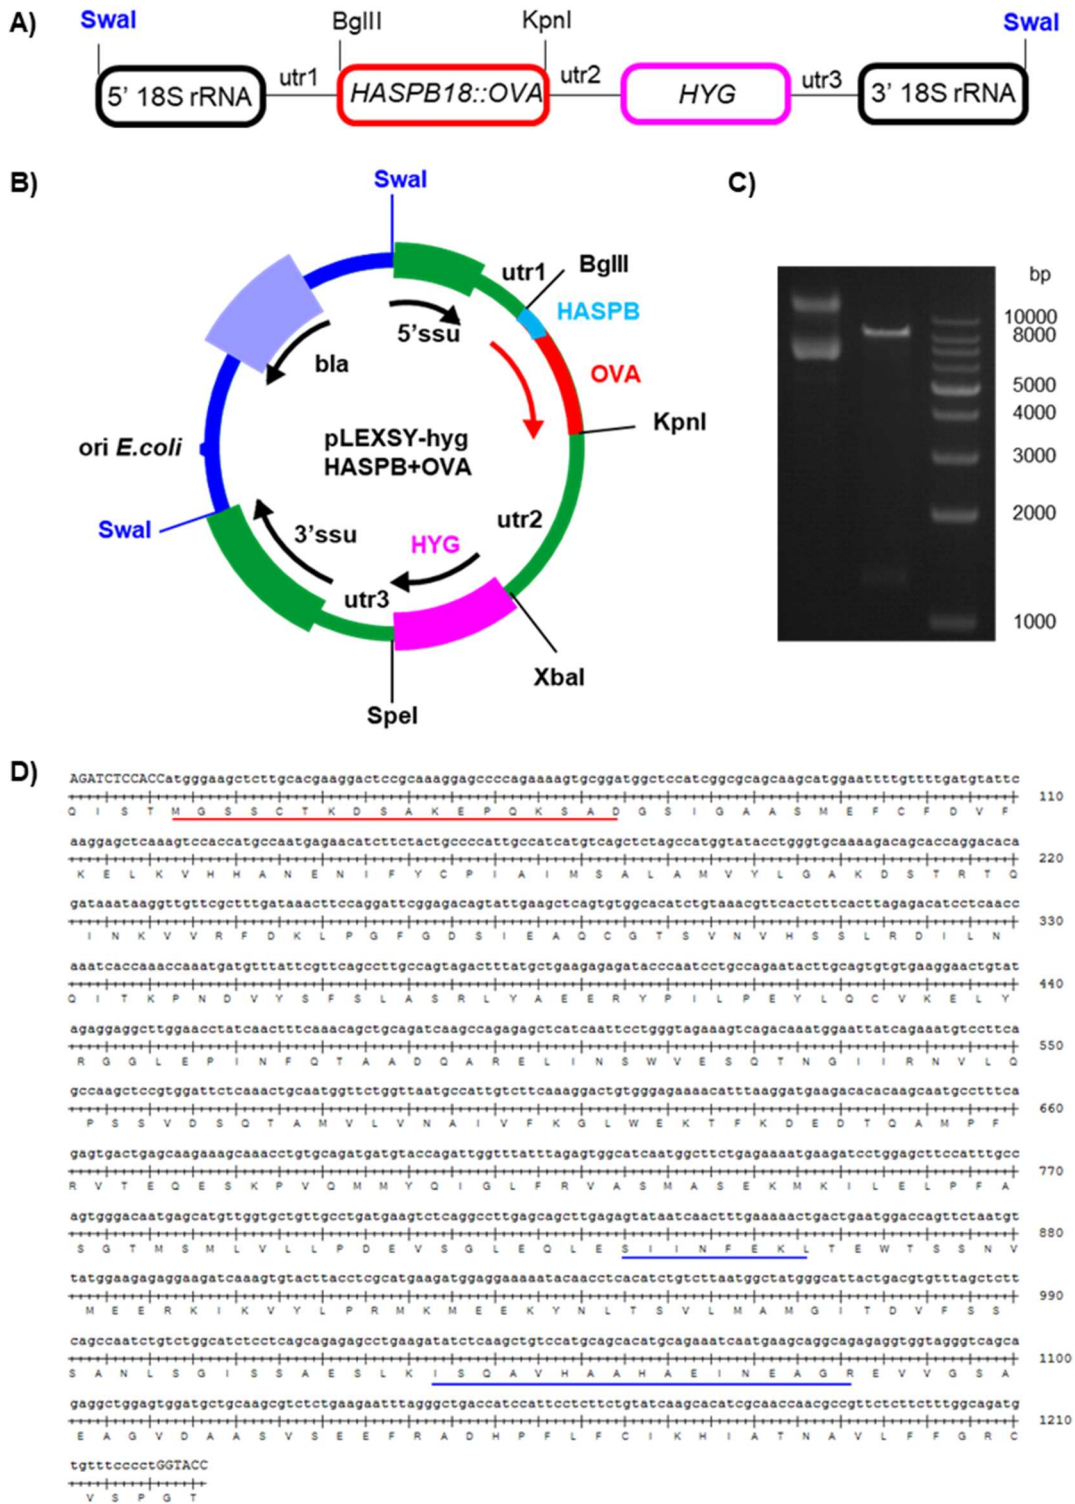 A)
SwaI
BglII
KpnI
SwaI
5' 18S rRNA
utr1
HASPB18::OVA
utr2
HYG
utr3
3' 18S rRNA
B)
SwaI
utr1
BglII
HASPB
5'ssu
bla
OVA
KpnI
pLEXSY-hyg
HASPB+OVA
ori E.coli
utr2
SwaI
3'ssu
HYG
utr3
XbaI
SpeI
C)
bp
10000
8000
5000
4000
3000
2000
1000
D)
AGATCTCCACCatgggaagctcttgcacgaaggactccgcaaaggagccccagaaaagtgcggatggctccatcggcgcagcaagcatggaattttgttttgatgtattc
110
Q I S T M G S S C T K D S A K E P Q K S A D G S I G A A S M E F C F D V F
aaggagctcaaagtccaccatgccaatgagaacatcttctactgccccattgccatcatgtcagctctagccatggtatacctgggtgcaaaagacagcaccaggacaca
220
K E L K V H H A N E N I F Y C P I A I M S A L A M V Y L G A K D S T R T Q
gataaataaggttgttcgctttgataaacttccaggattcggagacagtattgaagctcagtgtggcacatctgtaaacgttcactcttcacttagagacatcctcaacc
330
I N K V V R F D K L P G F G D S I E A Q C G T S V N V H S S L R D I L N
aaatcaccaaaccaaatgatgtttattcgttcagccttgccagtagactttatgctgaagagagatacccaatcctgccagaatacttgcagtgtgtgaaggaactgtat
440
Q I T K P N D V Y S F S L A S R L Y A E E R Y P I L P E Y L Q C V K E L Y
agaggaggcttggaacctatcaactttcaaacagctgcagatcaagccagagagctcatcaattcctgggtagaaagtcagacaaatggaattatcagaaatgtccttca
550
R G G L E P I N F Q T A A D Q A R E L I N S W V E S Q T N G I I R N V L Q
gccaagctccgtggattctcaaactgcaatggttctggttaatgccattgtcttcaaaggactgtgggagaaaacatttaaggatgaagacacacaagcaatgcctttca
660
P S S V D S Q T A M V L V N A I V F K G L W E K T F K D E D T Q A M P F
gagtgactgagcaagaaagcaaacctgtgcagatgatgtaccagattggtttatttagagtggcatcaatggcttctgagaaaatgaagatcctggagcttccatttgcc
770
R V T E Q E S K P V Q M M Y Q I G L F R V A S M A S E K M K I L E L P F A
agtgggacaatgagcatgttggtgctgttgcctgatgaagtctcaggccttgagcagcttgagagtataatcaactttgaaaaactgactgaatggaccagttctaatgt
880
S G T M S M L V L L P D E V S G L E Q L E S I I N F E K L T E W T S S N V
tatggaagagaggaagatcaaagtgtacttacctcgcatgaagatggaggaaaaatacaacctcacatctgtcttaatggctatgggcattactgacgtgtttagctctt
990
M E E R K I K V Y L P R M K M E E K Y N L T S V L M A M G I T D V F S S
cagccaatctgtctggcatctcctcagcagagagcctgaagatatctcaagctgtccatgcagcacatgcagaaatcaatgaagcaggcagagaggtggtagggtcagca
1100
S A N L S G I S S A E S L K I S Q A V H A A H A E I N E A G R E V V G S A
gaggctggagtggatgctgcaagcgtctctgaagaatttagggctgaccatccattcctcttctgtatcaagcacatcgcaaccaacgccgttctcttctttggcagatg
1210
E A G V D A A S V S E E F R A D H P F L F C I K H I A T N A V L F F G R C
tgtttcccctGGTACC
V S P G T